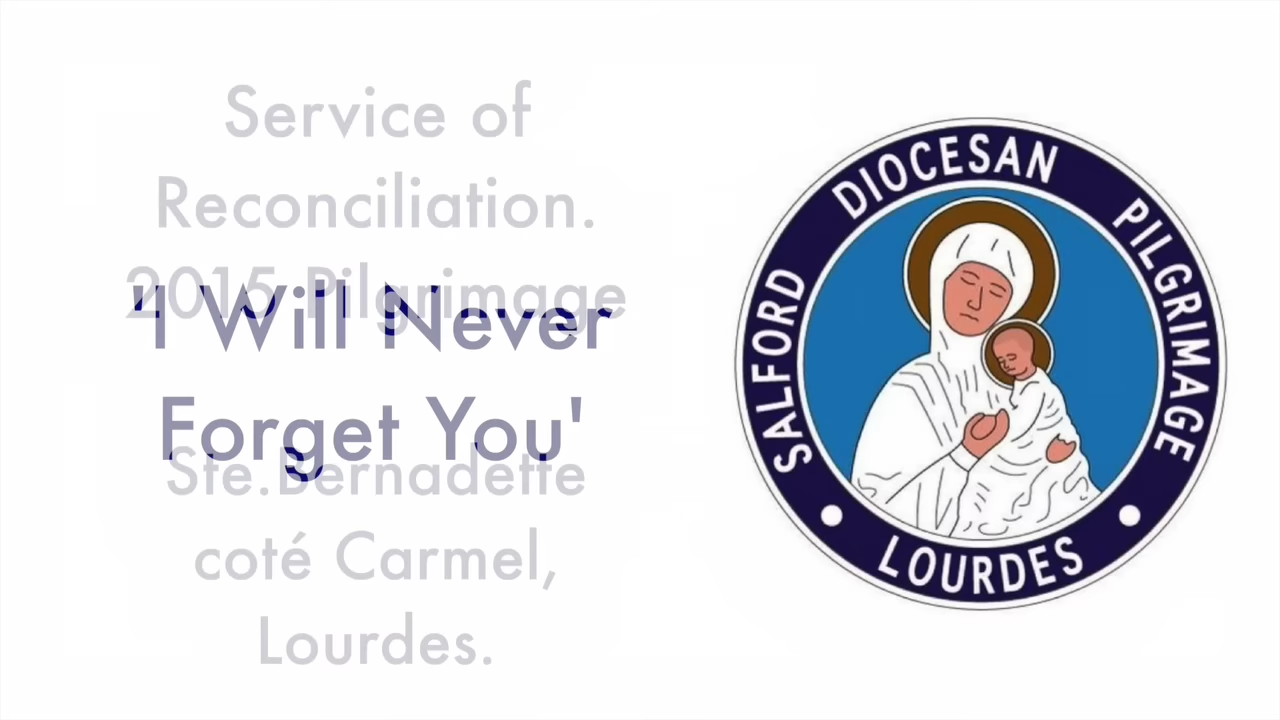 Service of
Reconciliation.
2015 Pilgrimage
'I Will Never
Forget You'
Ste.Bernadette
coté Carmel,
Lourdes.
SALFORD DIOCESAN PILGRIMAGE
LOURDES